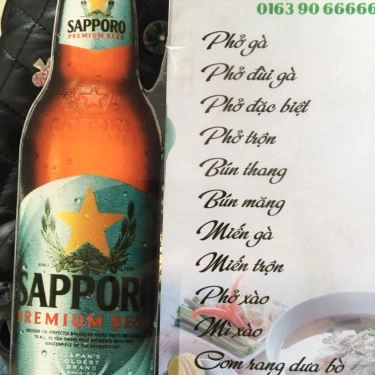 SAPPORO
PREMIUM BEER
SAPPORO
PREMIUM BEER
JAPAN'S
OLDEST
BRAND
0163 90 66666
Phở gà
Phở đùi gà
Phở đặc biệt
Phở trộn
Bún thang
Bún măng
Miến gà
Miến trộn
Phở xào
Mì xào
Cơm rang dưa bò